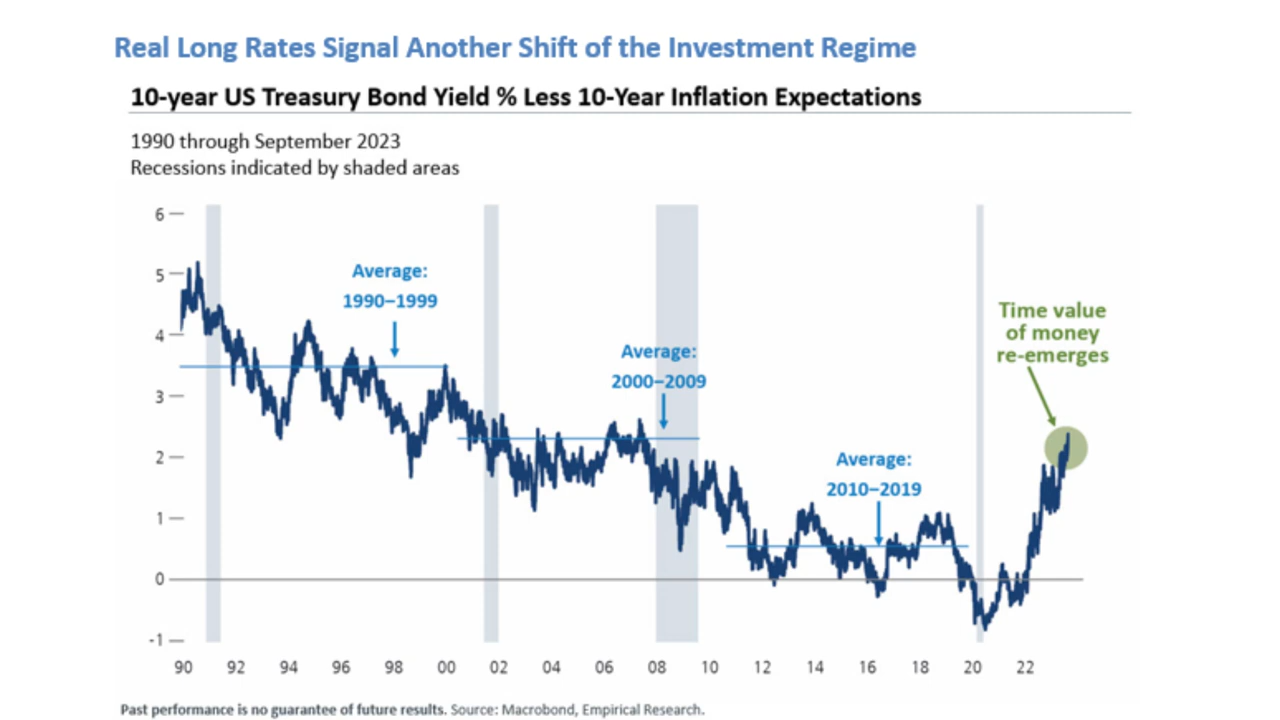 Real Long Rates Signal Another Shift of the Investment Regime
10-year US Treasury Bond Yield % Less 10-Year Inflation Expectations
1990 through September 2023
Recessions indicated by shaded areas
6
5
4
3
2
1
0
-1
Average:
1990–1999
Average:
2000–2009
Average:
2010–2019
Time value
of money
re-emerges
90 92 94 96 98 00 02 04 06 08 10 12 14 16 18 20 22
Past performance is no guarantee of future results. Source: Macrobond, Empirical Research.